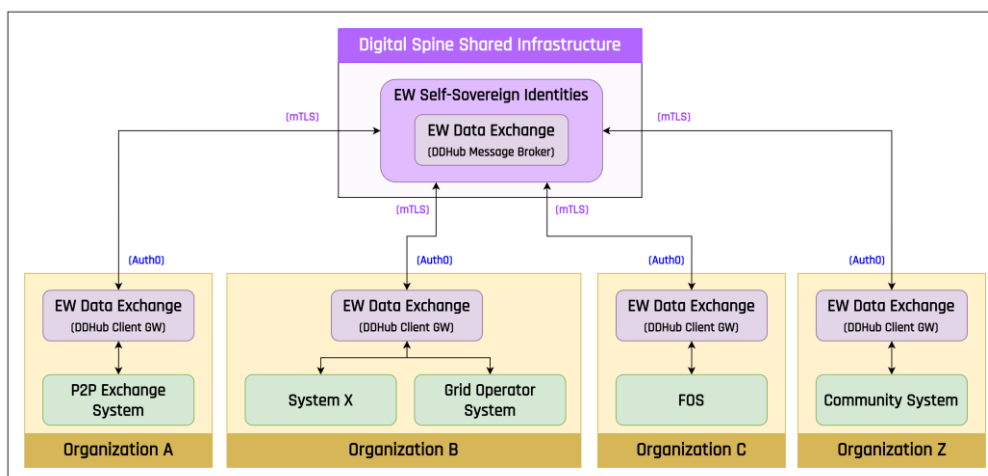 Digital Spine Shared Infrastructure
EW Self-Sovereign Identities
EW Data Exchange
(DDHub Message Broker)
(mTLS)
(mTLS)
(mTLS)
(mTLS)
(Auth0)
(Auth0)
(Auth0)
(Auth0)
EW Data Exchange
(DDHub Client GW)
P2P Exchange
System
Organization A
EW Data Exchange
(DDHub Client GW)
System X
Grid Operator
System
Organization B
EW Data Exchange
(DDHub Client GW)
FOS
Organization C
EW Data Exchange
(DDHub Client GW)
Community System
Organization Z